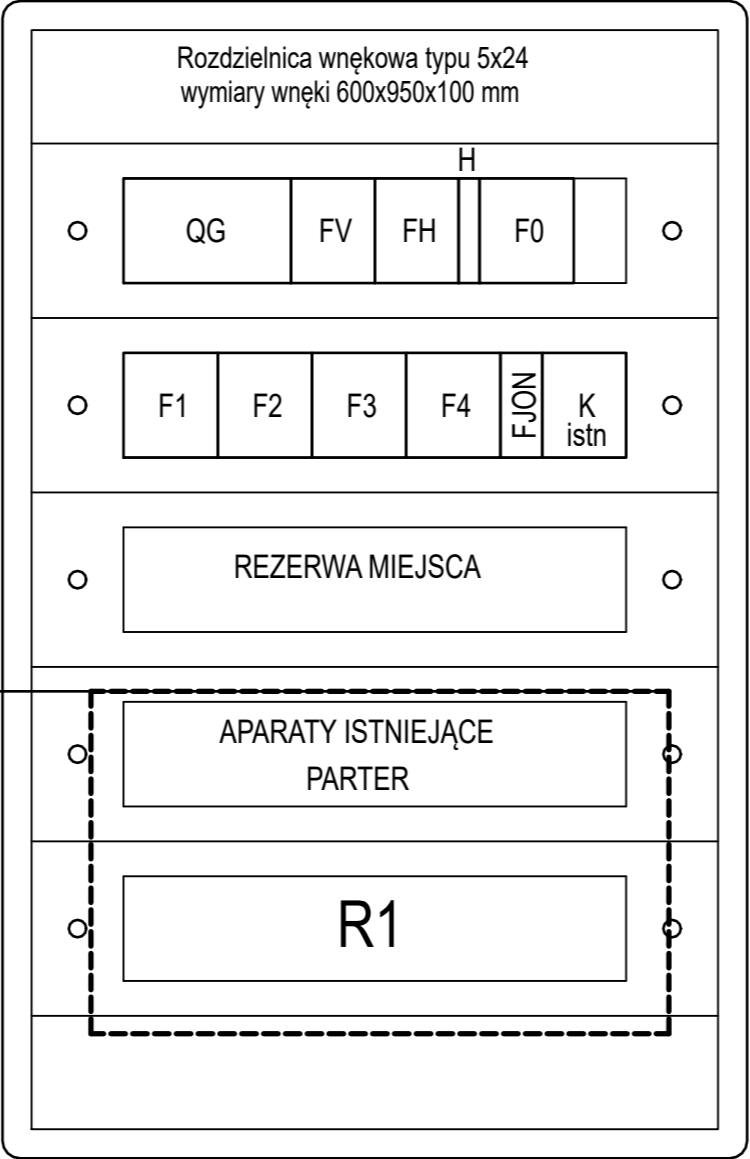 Rozdzielnica wnękowa typu 5x24
wymiary wnęki 600x950x100 mm
H
QG FV FH F0
F1 F2 F3 F4 FJON K
istn
REZERWA MIEJSCA
APARATY ISTNIEJĄCE
PARTER
R1